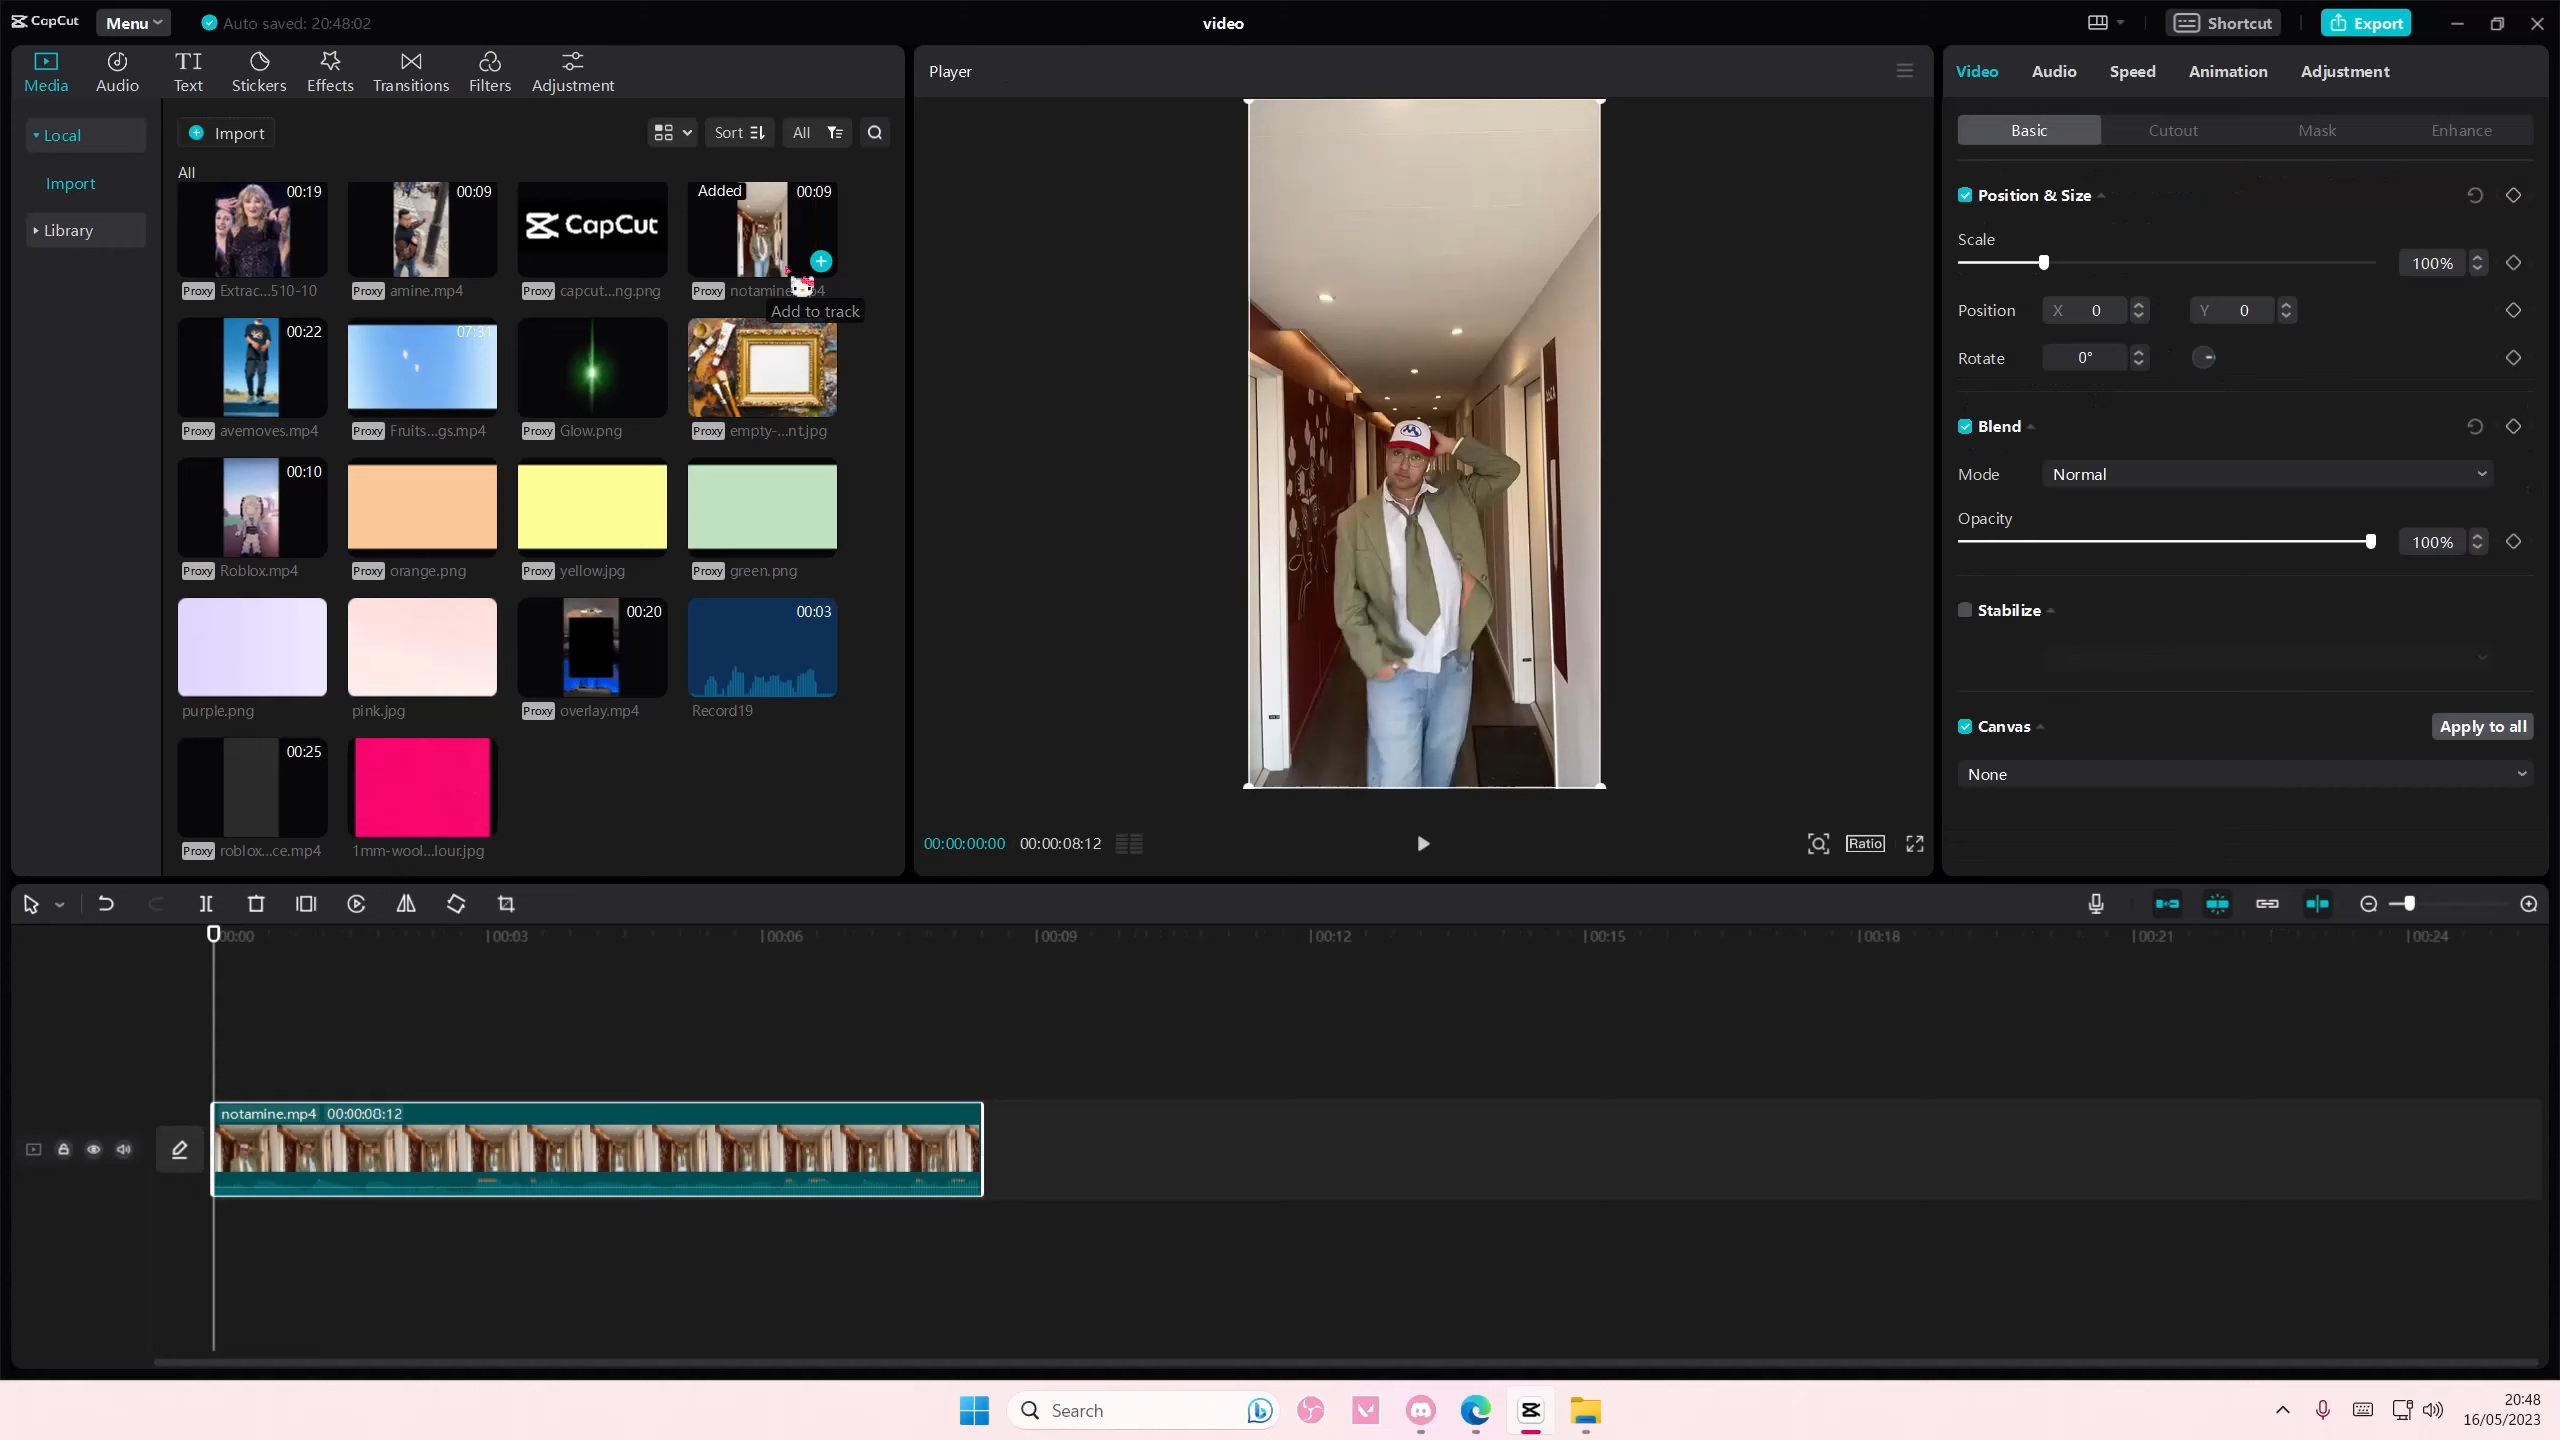 CapCut
Menu
Auto saved: 20:48:02
video
Shortcut
Export
Media
Audio
Text
Stickers
Effects
Transitions
Filters
Adjustment
Local
Import
Library
Import
Sort
All
All
00:19
Proxy Extrac...510-10
00:09
Proxy amine.mp4
CapCut
Proxy capcut...ng.png
Added 00:09
Proxy notamine.mp4
Add to track
00:22
Proxy avemoves.mp4
07:31
Proxy Fruits...gs.mp4
Proxy Glow.png
Proxy empty-...nt.jpg
00:10
Proxy Roblox.mp4
Proxy orange.png
Proxy yellow.jpg
Proxy green.png
purple.png
pink.jpg
00:20
Proxy overlay.mp4
00:03
Record19
00:25
Proxy roblox...ce.mp4
1mm-wool...lour.jpg
Player
00:00:00:00 00:00:08:12
Ratio
Video
Audio
Speed
Animation
Adjustment
Basic
Cutout
Mask
Enhance
Position & Size
Scale
100%
Position X 0 Y 0
Rotate 0°
Blend
Mode Normal
Opacity
100%
Stabilize
Canvas
Apply to all
None
00:00 00:03 00:06 00:09 00:12 00:15 00:18 00:21 00:24
notamine.mp4 00:00:08:12
Search
20:48
16/05/2023